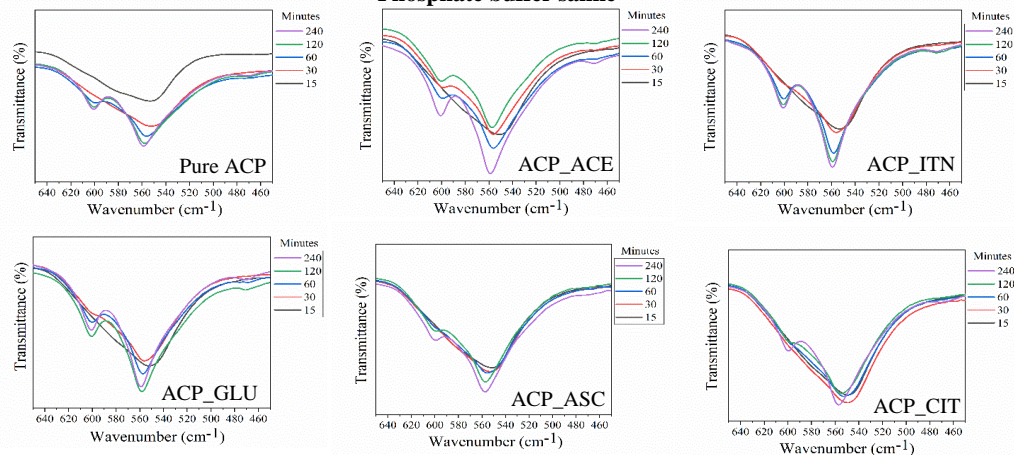 Phosphate buffer saline
Transmittance (%)
Minutes
240
120
60
30
15
Pure ACP
640 620 600 580 560 540 520 500 480 460
Wavenumber (cm-1)
Transmittance (%)
Minutes
240
120
60
30
15
ACP_ACE
640 620 600 580 560 540 520 500 480 460
Wavenumber (cm-1)
Transmittance (%)
Minutes
240
120
60
30
15
ACP_ITN
640 620 600 580 560 540 520 500 480 460
Wavenumber (cm-1)
Transmittance (%)
Minutes
240
120
60
30
15
ACP_GLU
640 620 600 580 560 540 520 500 480 460
Wavenumber (cm-1)
Transmittance (%)
Minutes
240
120
60
30
15
ACP_ASC
640 620 600 580 560 540 520 500 480 460
Wavenumber (cm-1)
Transmittance (%)
Minutes
240
120
60
30
15
ACP_CIT
640 620 600 580 560 540 520 500 480 460
Wavenumber (cm-1)